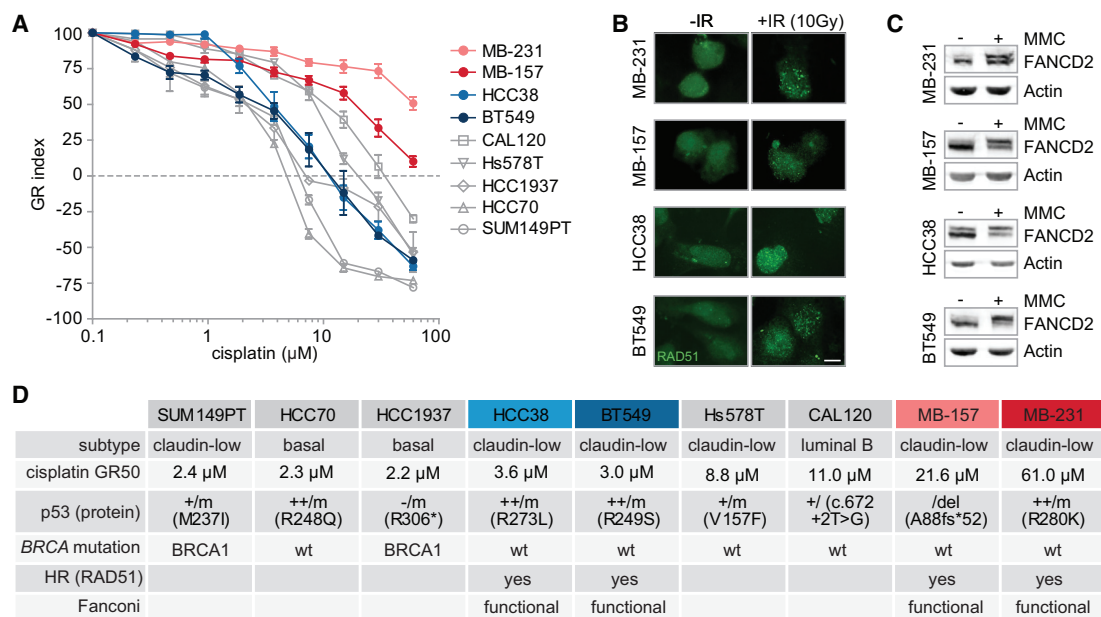 A
GR index
100
75
50
25
0
-25
-50
-75
-100
0.1
1
10
100
cisplatin (µM)
MB-231
MB-157
HCC38
BT549
CAL120
Hs578T
HCC1937
HCC70
SUM149PT
B
-IR +IR (10Gy)
MB-231
MB-157
HCC38
BT549
RAD51
C
- + MMC
MB-231
FANCD2
Actin
- + MMC
MB-157
FANCD2
Actin
- + MMC
HCC38
FANCD2
Actin
- + MMC
BT549
FANCD2
Actin
D
SUM149PT HCC70 HCC1937 HCC38 BT549 Hs578T CAL120 MB-157 MB-231
subtype claudin-low basal basal claudin-low claudin-low claudin-low luminal B claudin-low claudin-low
cisplatin GR50 2.4 µM 2.3 µM 2.2 µM 3.6 µM 3.0 µM 8.8 µM 11.0 µM 21.6 µM 61.0 µM
p53 (protein) +/m ++/m -/m ++/m ++/m +/m +/ (c.672 /del ++/m
(M237I) (R248Q) (R306*) (R273L) (R249S) (V157F) +2T>G) (A88fs*52) (R280K)
BRCA mutation BRCA1 wt BRCA1 wt wt wt wt wt wt
HR (RAD51) yes yes yes yes
Fanconi functional functional functional functional